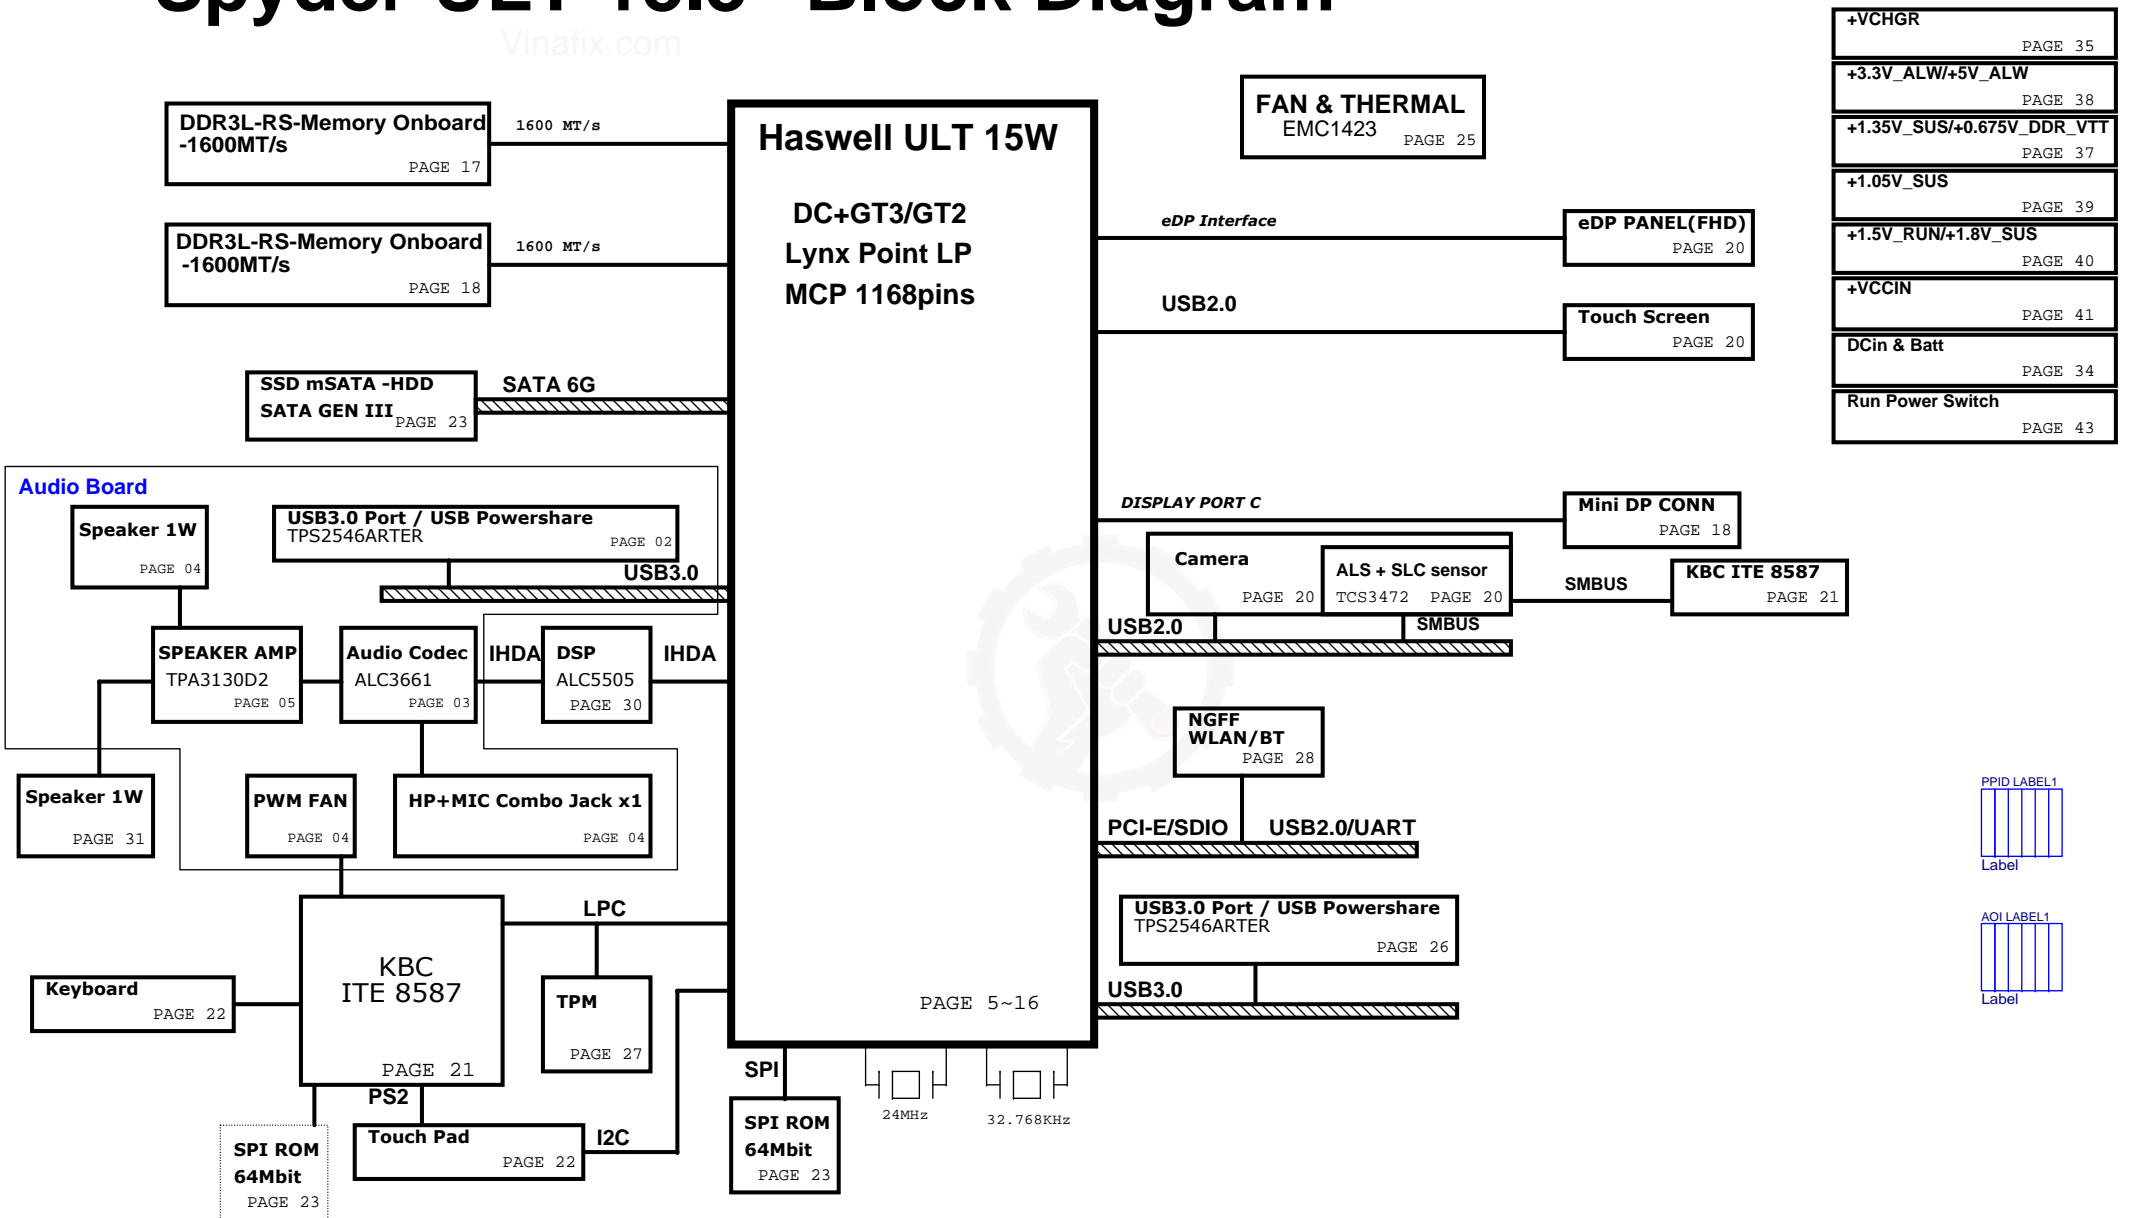 Block Diagram
Vinafix.com
DDR3L-RS-Memory Onboard
-1600MT/s
PAGE 17
1600 MT/s
DDR3L-RS-Memory Onboard
-1600MT/s
PAGE 18
1600 MT/s
SSD mSATA -HDD
SATA GEN III
PAGE 23
SATA 6G
Audio Board
Speaker 1W
PAGE 04
USB3.0 Port / USB Powershare
TPS2546ARTER
PAGE 02
USB3.0
SPEAKER AMP
TPA3130D2
PAGE 05
Audio Codec
ALC3661
PAGE 03
IHDA
DSP
ALC5505
PAGE 30
IHDA
Speaker 1W
PAGE 31
PWM FAN
PAGE 04
HP+MIC Combo Jack x1
PAGE 04
KBC
ITE 8587
PAGE 21
LPC
Keyboard
PAGE 22
TPM
PAGE 27
PS2
SPI ROM
64Mbit
PAGE 23
Touch Pad
PAGE 22
I2C
Haswell ULT 15W
DC+GT3/GT2
Lynx Point LP
MCP 1168pins
PAGE 5~16
SPI
SPI ROM
64Mbit
PAGE 23
24MHz
32.768KHz
FAN & THERMAL
EMC1423
PAGE 25
eDP Interface
eDP PANEL(FHD)
PAGE 20
USB2.0
Touch Screen
PAGE 20
DISPLAY PORT C
Mini DP CONN
PAGE 18
Camera
PAGE 20
ALS + SLC sensor
TCS3472 PAGE 20
SMBUS
KBC ITE 8587
PAGE 21
USB2.0
SMBUS
NGFF
WLAN/BT
PAGE 28
PCI-E/SDIO
USB2.0/UART
USB3.0 Port / USB Powershare
TPS2546ARTER
PAGE 26
USB3.0
+VCHGR
PAGE 35
+3.3V_ALW/+5V_ALW
PAGE 38
+1.35V_SUS/+0.675V_DDR_VTT
PAGE 37
+1.05V_SUS
PAGE 39
+1.5V_RUN/+1.8V_SUS
PAGE 40
+VCCIN
PAGE 41
DCin & Batt
PAGE 34
Run Power Switch
PAGE 43
PPID LABEL1
Label
AOI LABEL1
Label